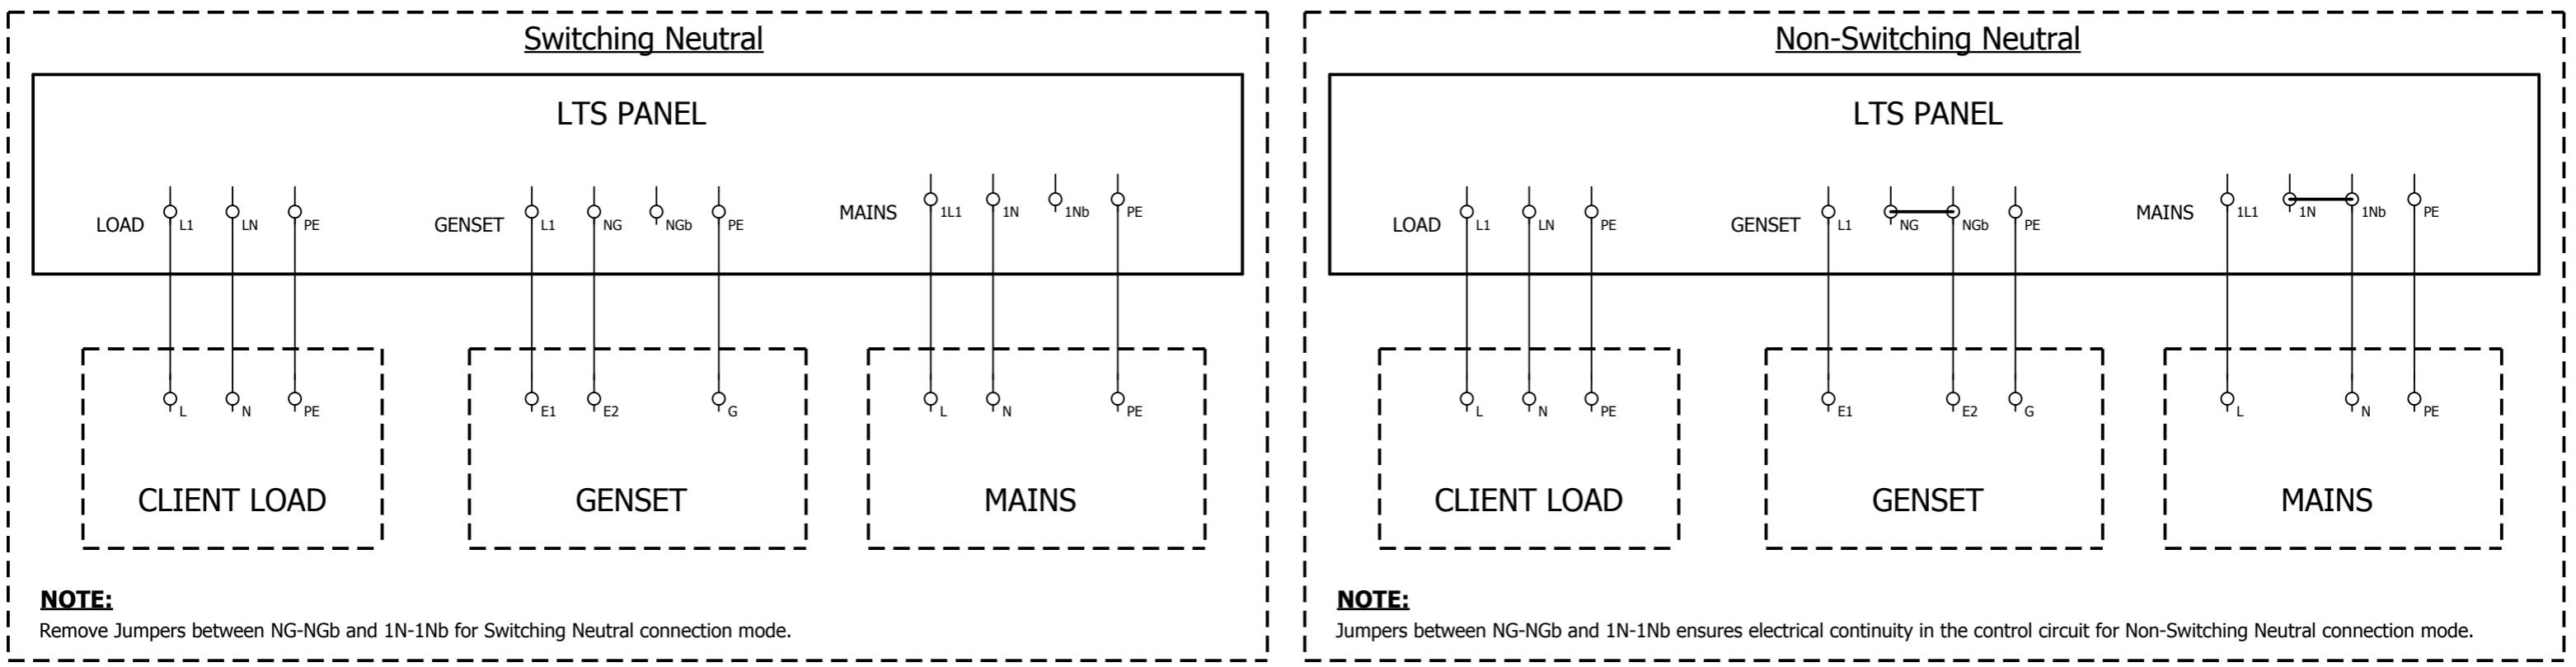 Switching Neutral
LTS PANEL
LOAD L1 LN PE GENSET L1 NG NGb PE MAINS 1L1 1N 1Nb PE
L N PE E1 E2 G L N PE
CLIENT LOAD GENSET MAINS
NOTE:
Remove Jumpers between NG-NGb and 1N-1Nb for Switching Neutral connection mode.
Non-Switching Neutral
LTS PANEL
LOAD L1 LN PE GENSET L1 NG NGb PE MAINS 1L1 1N 1Nb PE
L N PE E1 E2 G L N PE
CLIENT LOAD GENSET MAINS
NOTE:
Jumpers between NG-NGb and 1N-1Nb ensures electrical continuity in the control circuit for Non-Switching Neutral connection mode.